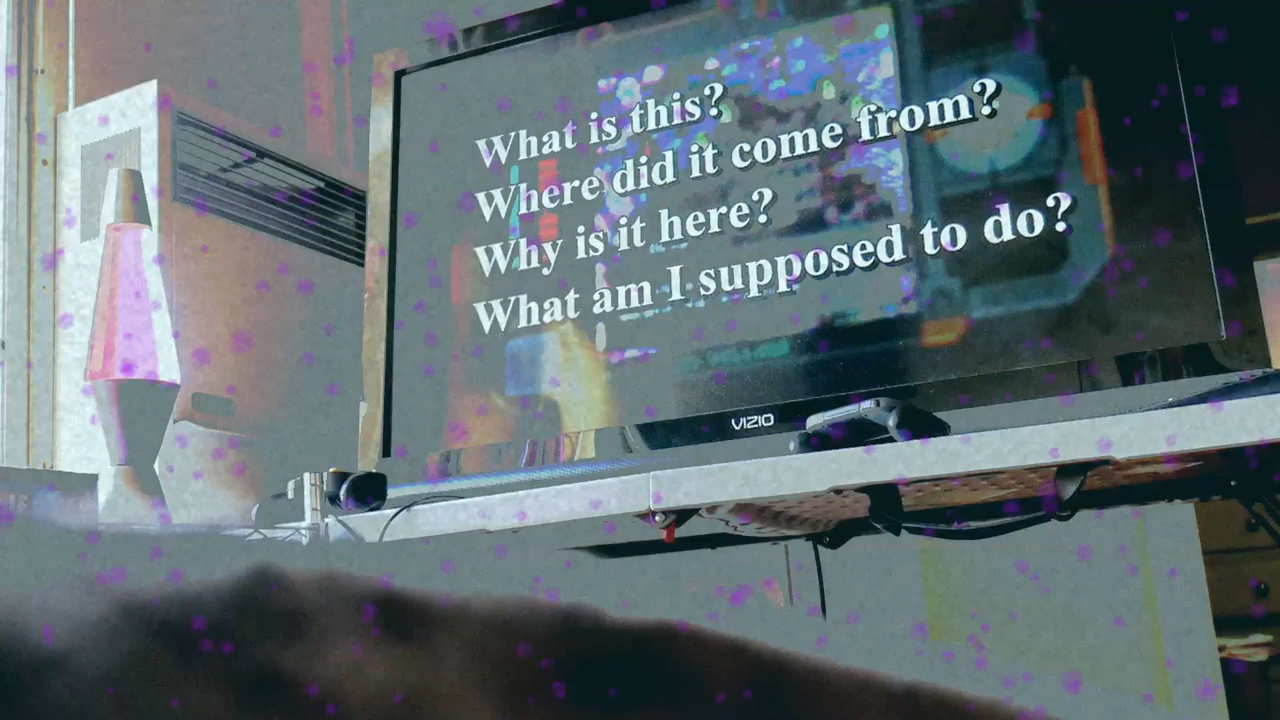 What is this?
Where did it come from?
Why is it here?
What am I supposed to do?
VIZIO